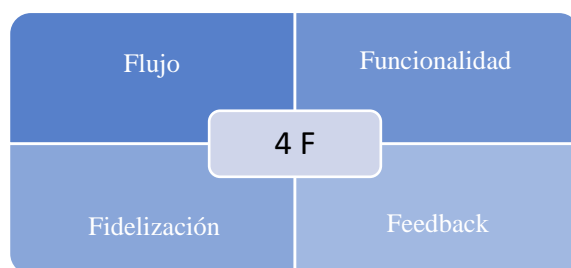 Flujo
Funcionalidad
4 F
Fidelización
Feedback